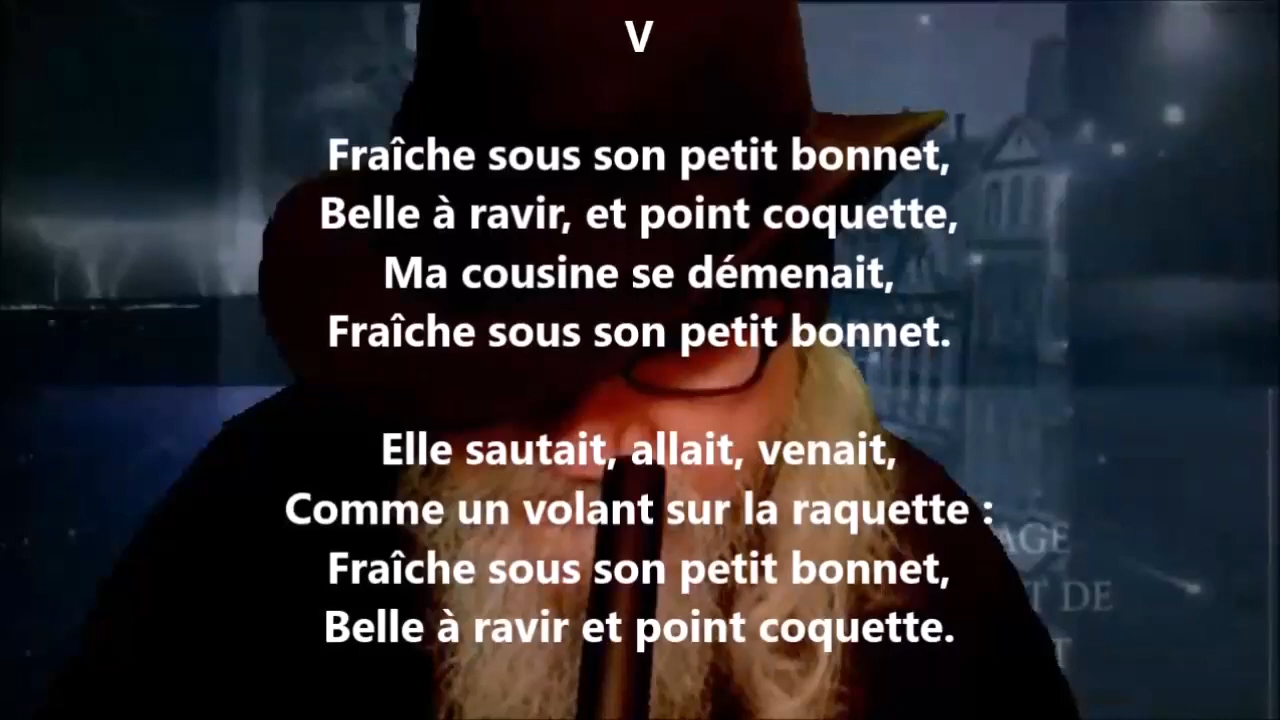 V
Fraîche sous son petit bonnet,
Belle à ravir, et point coquette,
Ma cousine se démenait,
Fraîche sous son petit bonnet.
Elle sautait, allait, venait,
Comme un volant sur la raquette :
Fraîche sous son petit bonnet,
Belle à ravir et point coquette.
AGE
T DE
T